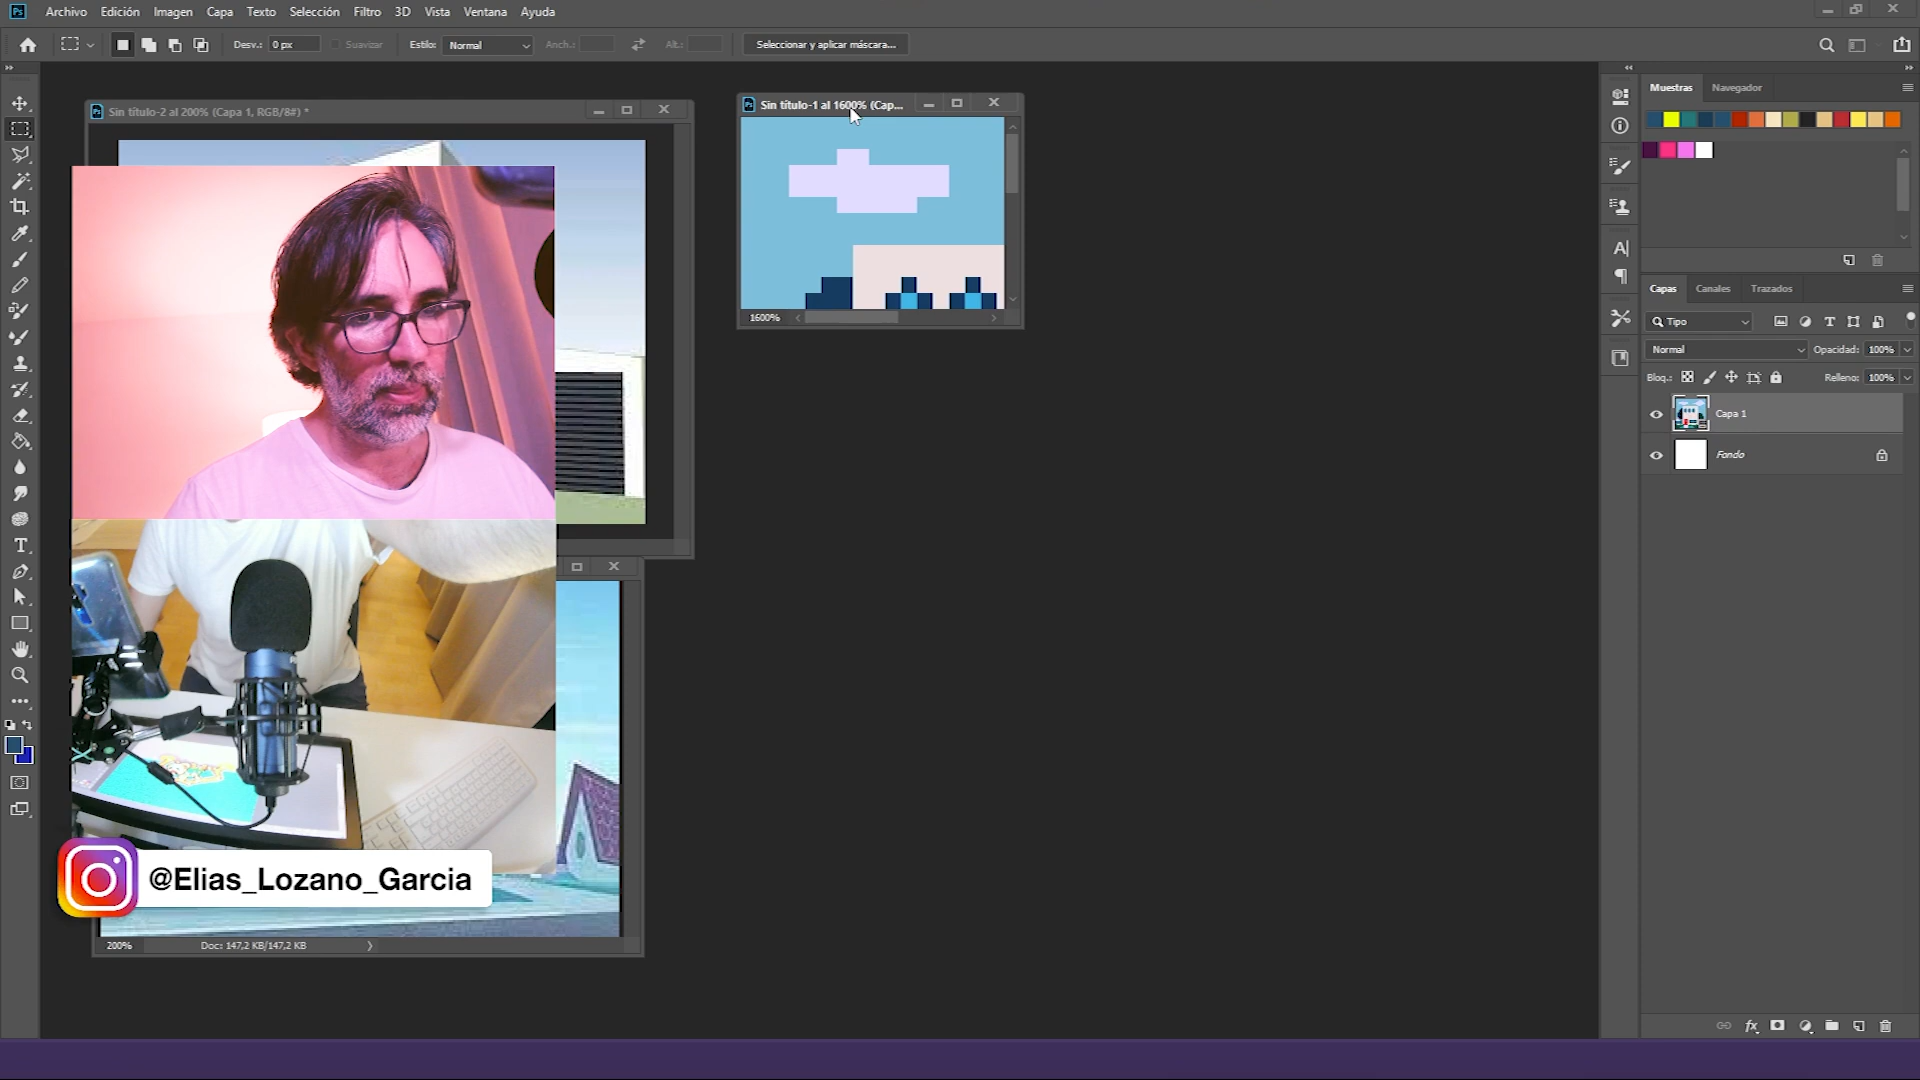 Ps Archivo Edición Imagen Capa Texto Selección Filtro 3D Vista Ventana Ayuda
Desv.: 0 px Suavizar Estilo: Normal Anch.: Alt.: Seleccionar y aplicar máscara...
Sin título-2 al 200% (Capa 1, RGB/8#) *
Sin título-1 al 1600% (Cap...
1600%
@Elias_Lozano_Garcia
200% Doc: 147,2 KB/147,2 KB
Muestras Navegador
Capas Canales Trazados
Tipo
Normal Opacidad: 100%
Bloq.: Relleno: 100%
Capa 1
Fondo